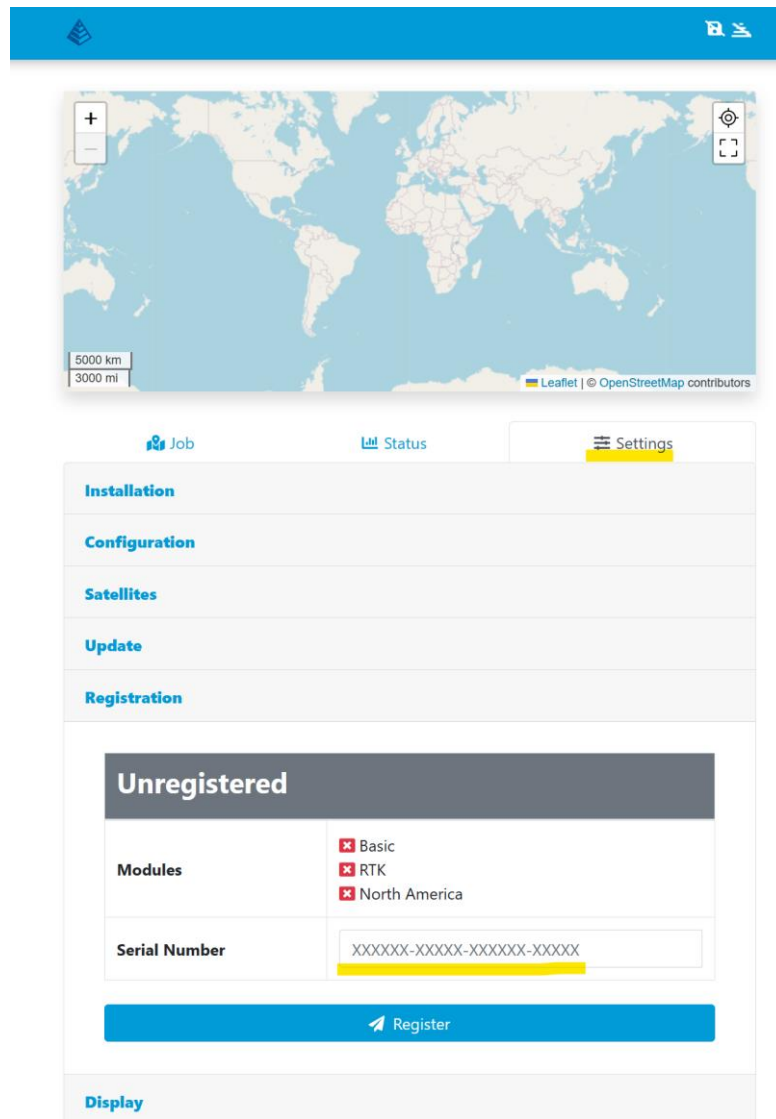 +
−
5000 km
3000 mi
Leaflet | © OpenStreetMap contributors
Job
Status
Settings
Installation
Configuration
Satellites
Update
Registration
Unregistered
Modules
Basic
RTK
North America
Serial Number
XXXXXX-XXXXX-XXXXXX-XXXXX
Register
Display